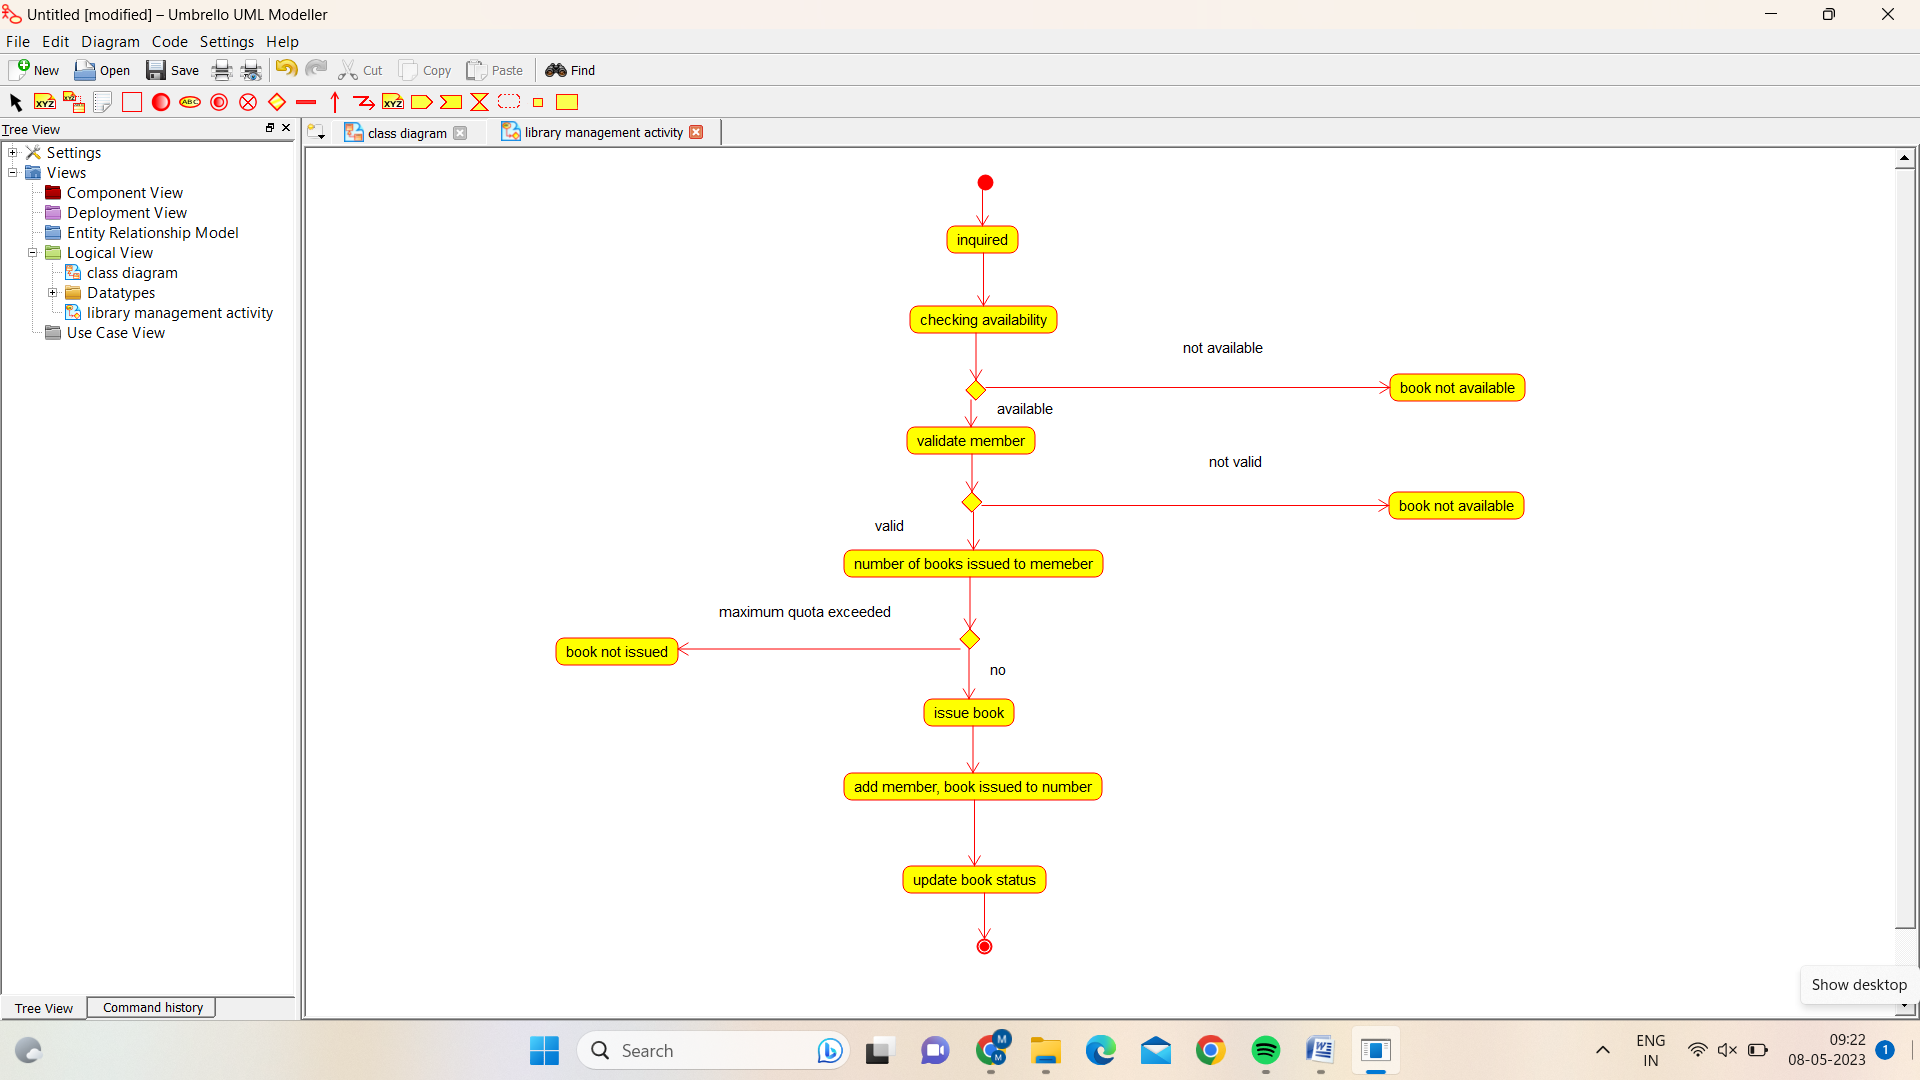 Untitled [modified] – Umbrello UML Modeller
File Edit Diagram Code Settings Help
New Open Save Cut Copy Paste Find
XYZ XYZ ABC XYZ
Tree View
class diagram library management activity
Settings
Views
Component View
Deployment View
Entity Relationship Model
Logical View
class diagram
Datatypes
library management activity
Use Case View
inquired
checking availability
not available
book not available
available
validate member
not valid
book not available
valid
number of books issued to memeber
maximum quota exceeded
book not issued
no
issue book
add member, book issued to number
update book status
Show desktop
Tree View Command history
Search
M
M
W
ENG
IN
09:22
08-05-2023
1